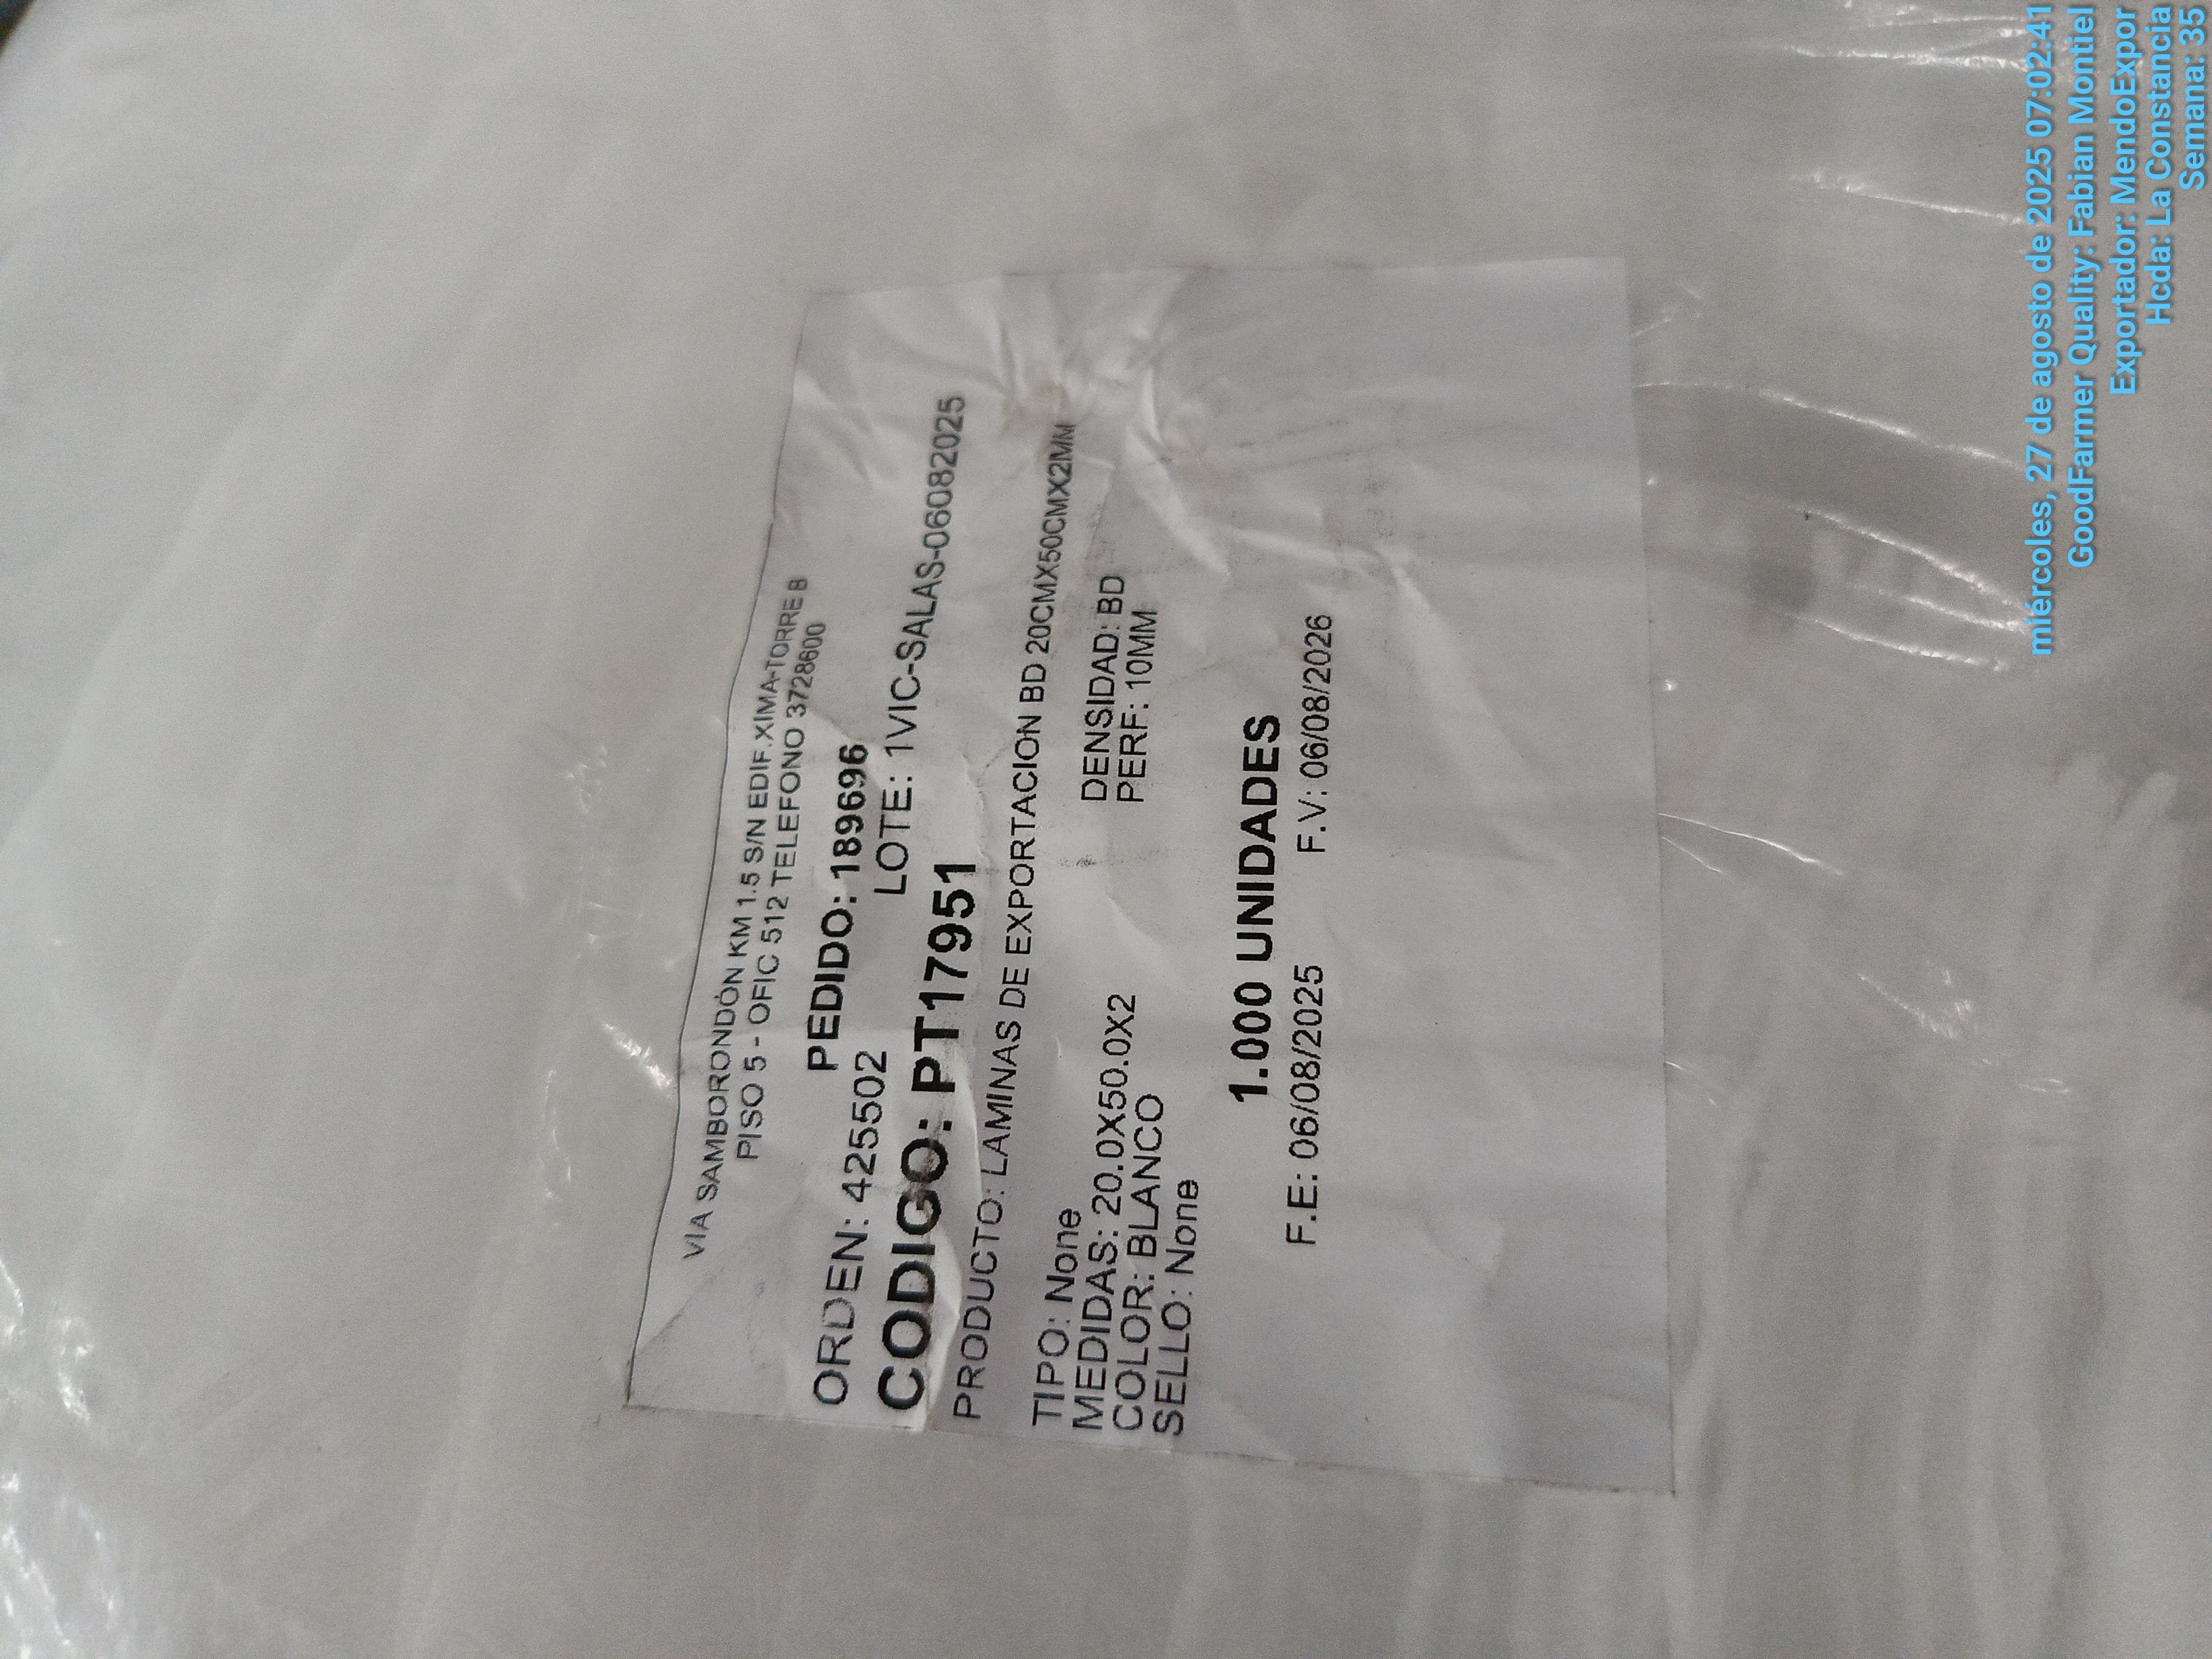 VÍA SAMBORONDÓN KM 1.5 S/N EDIF.XIMA-TORRE B
PISO 5 - OFIC 512 TELEFONO 3728600
PEDIDO: 189696
ORDEN: 425502 LOTE: 1VIC-SALAS-06082025
CODIGO: PT17951
PRODUCTO: LAMINAS DE EXPORTACION BD 20CMX50CMX2MM
TIPO: None
MEDIDAS: 20.0X50.0X2 DENSIDAD: BD
COLOR: BLANCO PERF: 10MM
SELLO: None
1.000 UNIDADES
F.E: 06/08/2025 F.V: 06/08/2026
miércoles, 27 de agosto de 2025 07:02:41
GoodFarmer Quality: Fabian Montiel
Exportador: MendoExpor
Hcda: La Constancia
Semana: 35